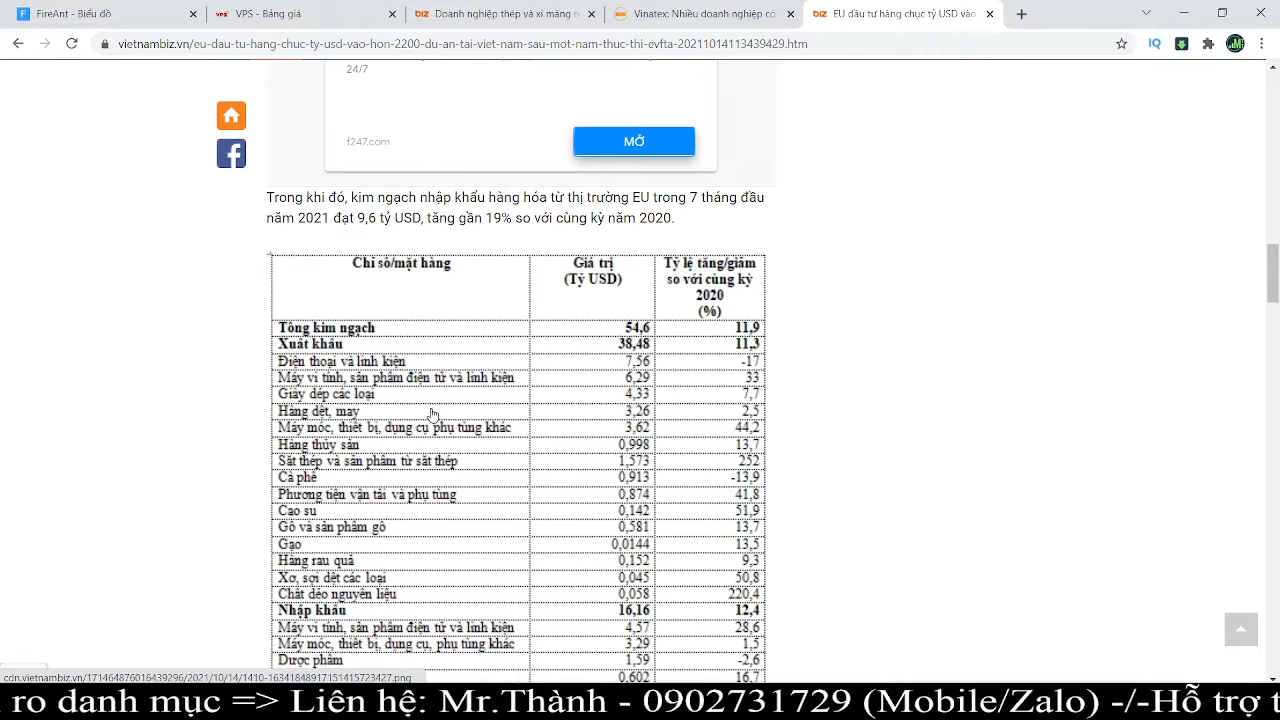 FireAnt - Biểu đồ
VPS - Bảng giá
Doanh nghiệp thép và xi măng n
Vinatex: Nhiều doanh nghiệp có
EU đầu tư hàng chục tỷ USD vào
vietnambiz.vn/eu-dau-tu-hang-chuc-ty-usd-vao-hon-2200-du-an-tai-viet-nam-sau-mot-nam-thuc-thi-evfta-20211014113439429.htm
24/7
f247.com
MỞ
Trong khi đó, kim ngạch nhập khẩu hàng hóa từ thị trường EU trong 7 tháng đầu
năm 2021 đạt 9,6 tỷ USD, tăng gần 19% so với cùng kỳ năm 2020.
Chỉ số/mặt hàng Giá trị (Tỷ USD) Tỷ lệ tăng/giảm so với cùng kỳ 2020 (%)
Tổng kim ngạch 54,6 11,9
Xuất khẩu 38,48 11,3
Điện thoại và linh kiện 7,56 -17
Máy vi tính, sản phẩm điện tử và linh kiện 6,29 33
Giày dép các loại 4,33 7,7
Hàng dệt, may 3,26 2,5
Máy móc, thiết bị, dụng cụ phụ tùng khác 3,62 44,2
Hàng thủy sản 0,998 13,7
Sắt thép và sản phẩm từ sắt thép 1,573 252
Cà phê 0,913 -13,9
Phương tiện vận tải và phụ tùng 0,874 41,8
Cao su 0,142 51,9
Gỗ và sản phẩm gỗ 0,581 13,7
Gạo 0,0144 13,5
Hàng rau quả 0,152 9,3
Xơ, sợi dệt các loại 0,045 50,8
Chất dẻo nguyên liệu 0,058 220,4
Nhập khẩu 16,16 12,4
Máy vi tính, sản phẩm điện tử và linh kiện 4,57 28,6
Máy móc, thiết bị, dụng cụ, phụ tùng khác 3,29 1,5
Dược phẩm 1,59 -2,6
0,602 16,7
cdn.vietnambiz.vn/171464876016439296/2021/10/14/1410-16341848917151415723427.png
ro danh mục => Liên hệ: Mr.Thành - 0902731729 (Mobile/Zalo) -/-Hỗ trợ